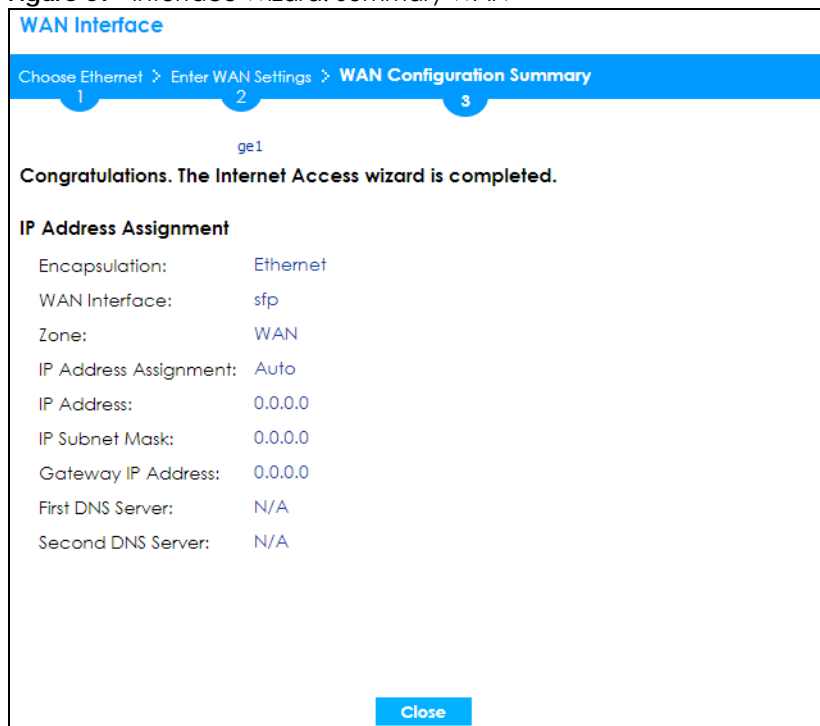 WAN Interface
Choose Ethernet > Enter WAN Settings > WAN Configuration Summary
1 2 3
ge1
Congratulations. The Internet Access wizard is completed.
IP Address Assignment
Encapsulation: Ethernet
WAN Interface: sfp
Zone: WAN
IP Address Assignment: Auto
IP Address: 0.0.0.0
IP Subnet Mask: 0.0.0.0
Gateway IP Address: 0.0.0.0
First DNS Server: N/A
Second DNS Server: N/A
Close